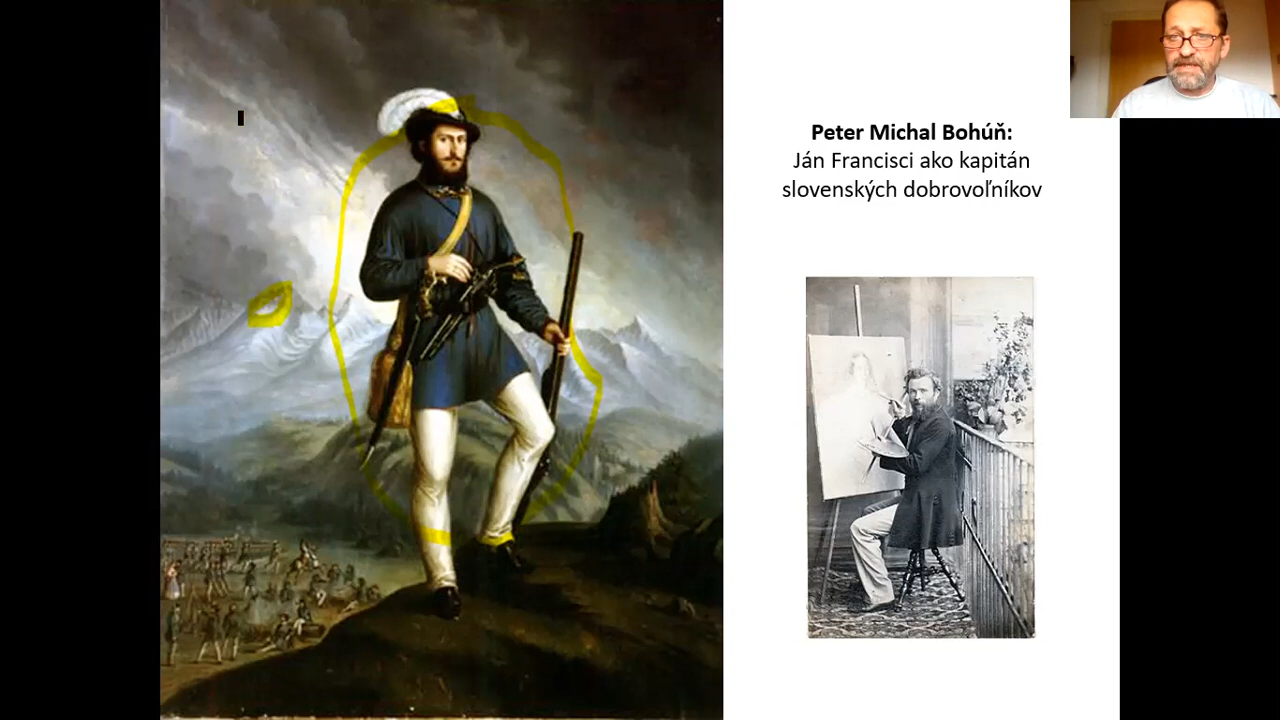 Peter Michal Bohúň:
Ján Francisci ako kapitán
slovenských dobrovoľníkov